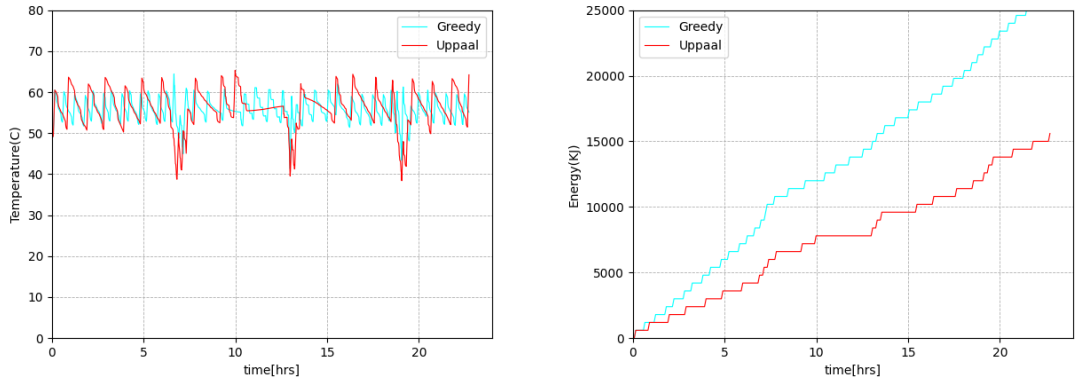 80
70
60
50
40
30
20
10
0
Temperature(C)
Greedy
Uppaal
0 5 10 15 20
time[hrs]
25000
20000
15000
10000
5000
0
Energy(KJ)
Greedy
Uppaal
0 5 10 15 20
time[hrs]